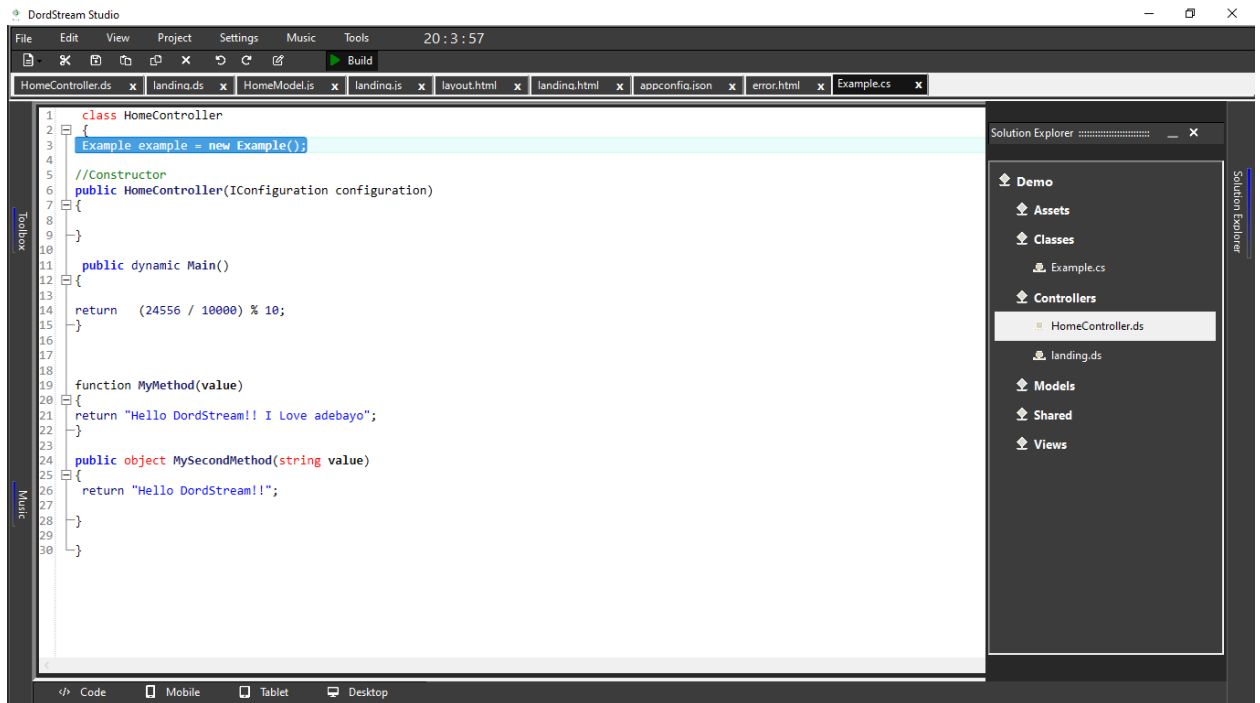 DordStream Studio
File Edit View Project Settings Music Tools 20:3:57
Build
HomeController.ds x landing.ds x HomeModel.js x landing.js x layout.html x landing.html x appconfig.json x error.html x Example.cs x
Toolbox
Music
1 class HomeController
2 {
3 Example example = new Example();
4
5 //Constructor
6 public HomeController(IConfiguration configuration)
7 {
8
9 }
10
11 public dynamic Main()
12 {
13
14 return (24556 / 10000) % 10;
15 }
16
17
18
19 function MyMethod(value)
20 {
21 return "Hello DordStream!! I Love adebayo";
22 }
23
24 public object MySecondMethod(string value)
25 {
26 return "Hello DordStream!!";
27
28 }
29
30 }
Solution Explorer
Demo
Assets
Classes
Example.cs
Controllers
HomeController.ds
landing.ds
Models
Shared
Views
Solution Explorer
</> Code Mobile Tablet Desktop